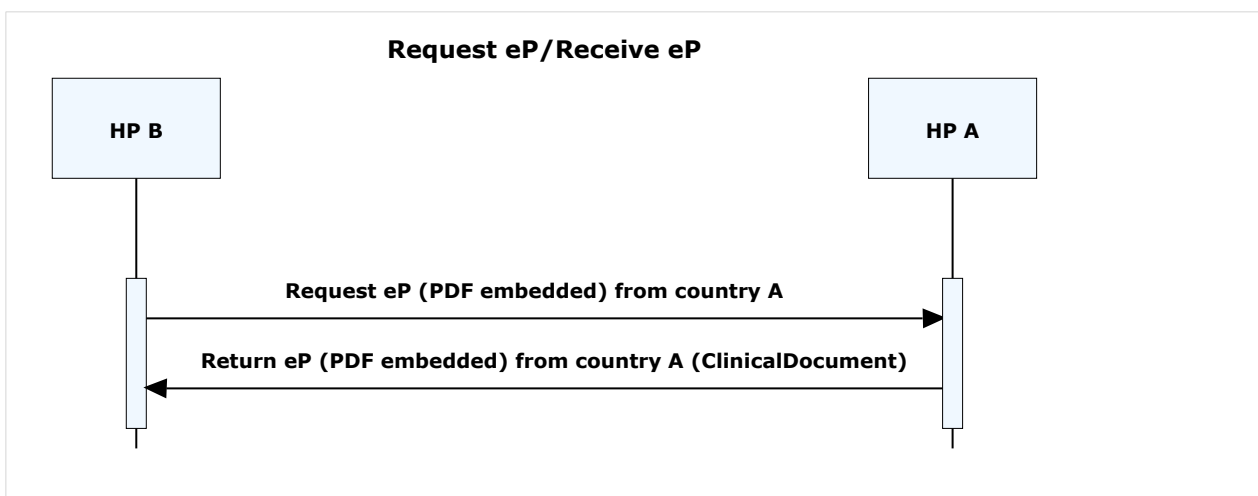 Request eP/Receive eP
HP B
HP A
Request eP (PDF embedded) from country A
Return eP (PDF embedded) from country A (ClinicalDocument)